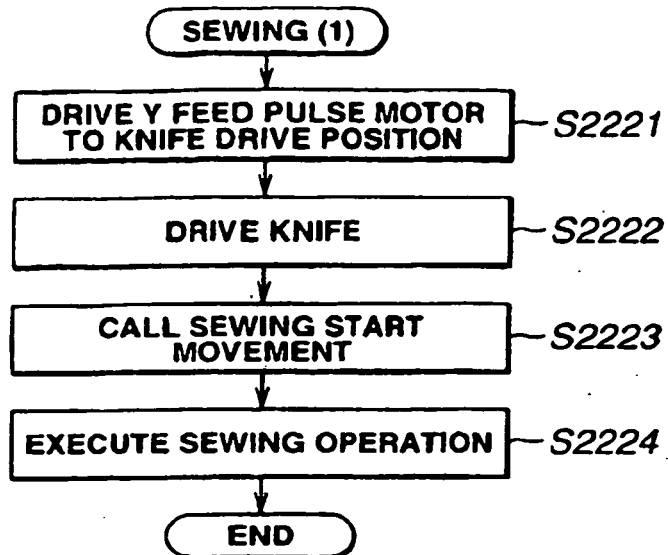 SEWING (1)
DRIVE Y FEED PULSE MOTOR
TO KNIFE DRIVE POSITION
S2221
DRIVE KNIFE
S2222
CALL SEWING START
MOVEMENT
S2223
EXECUTE SEWING OPERATION
S2224
END